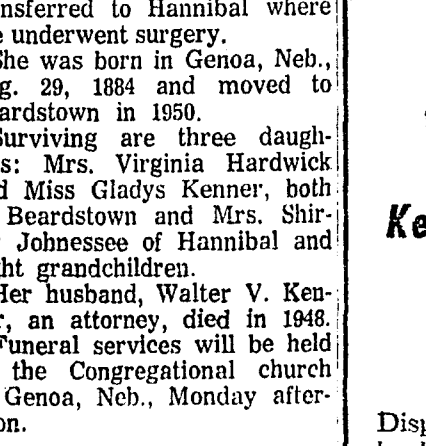 nsferred to Hannibal where
underwent surgery.
She was born in Genoa, Neb.,
g. 29, 1884 and moved to
ardstown in 1950.
Surviving are three daugh-
s: Mrs. Virginia Hardwick
d Miss Gladys Kenner, both
Beardstown and Mrs. Shir-
Johnessee of Hannibal and
ht grandchildren.
Her husband, Walter V. Ken-
r, an attorney, died in 1948.
Funeral services will be held
the Congregational church
Genoa, Neb., Monday after-
on.
Ke
Disp